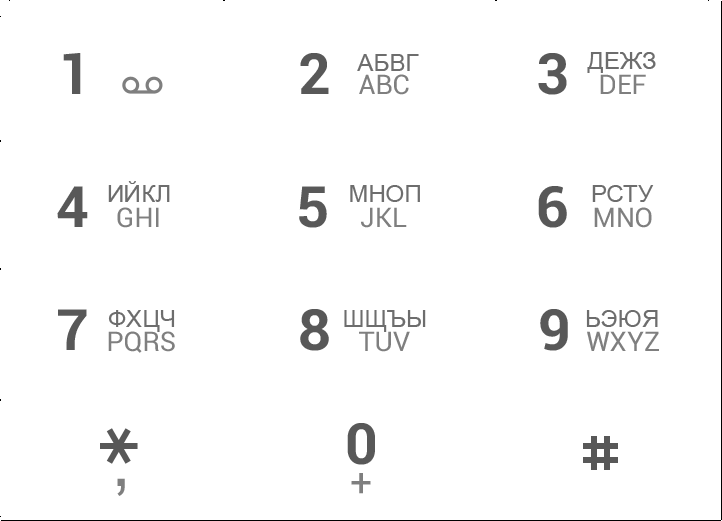 1
2 АБВГ
ABC
3 ДЕЖЗ
DEF
4 ИЙКЛ
GHI
5 МНОП
JKL
6 РСТУ
MNO
7 ФХЦЧ
PQRS
8 ШЩЪЫ
TUV
9 ЬЭЮЯ
WXYZ
*
,
0
+
#